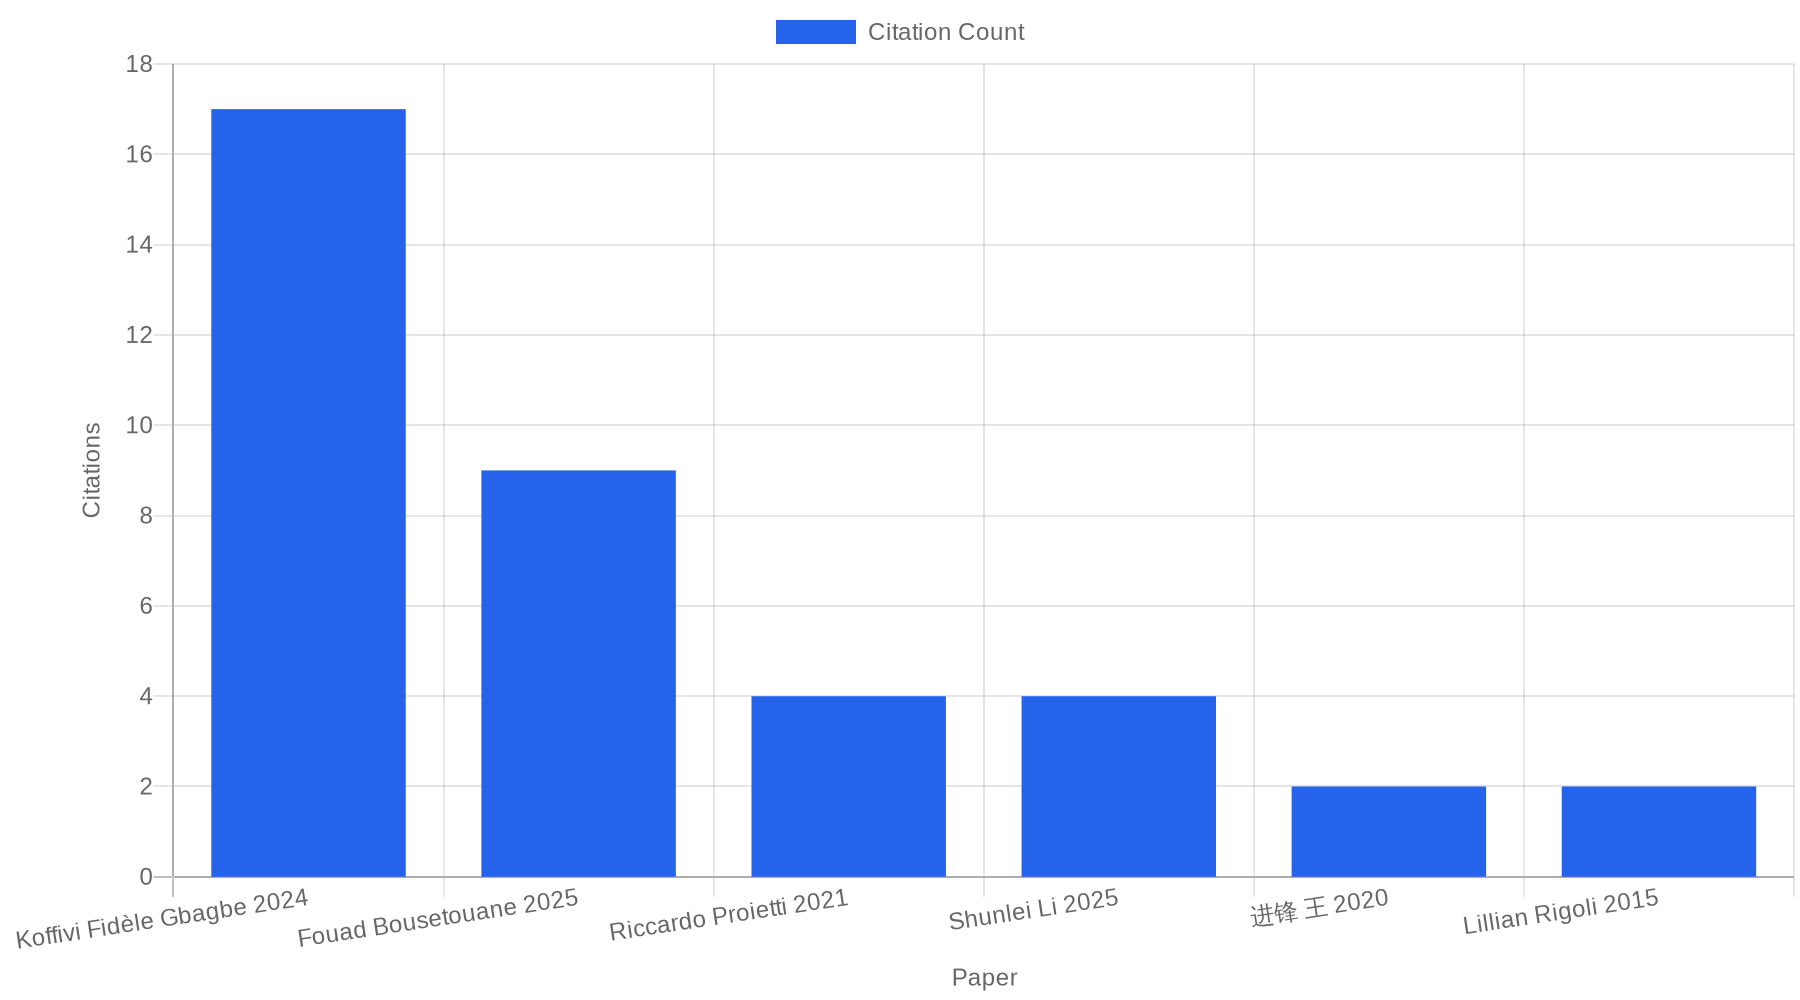 Citation Count
18
16
14
12
10
8
6
4
2
0
Citations
Koffivi Fidèle Gbagbe 2024
Fouad Bousetouane 2025
Riccardo Proietti 2021
Shunlei Li 2025
进锋 王 2020
Lillian Rigoli 2015
Paper